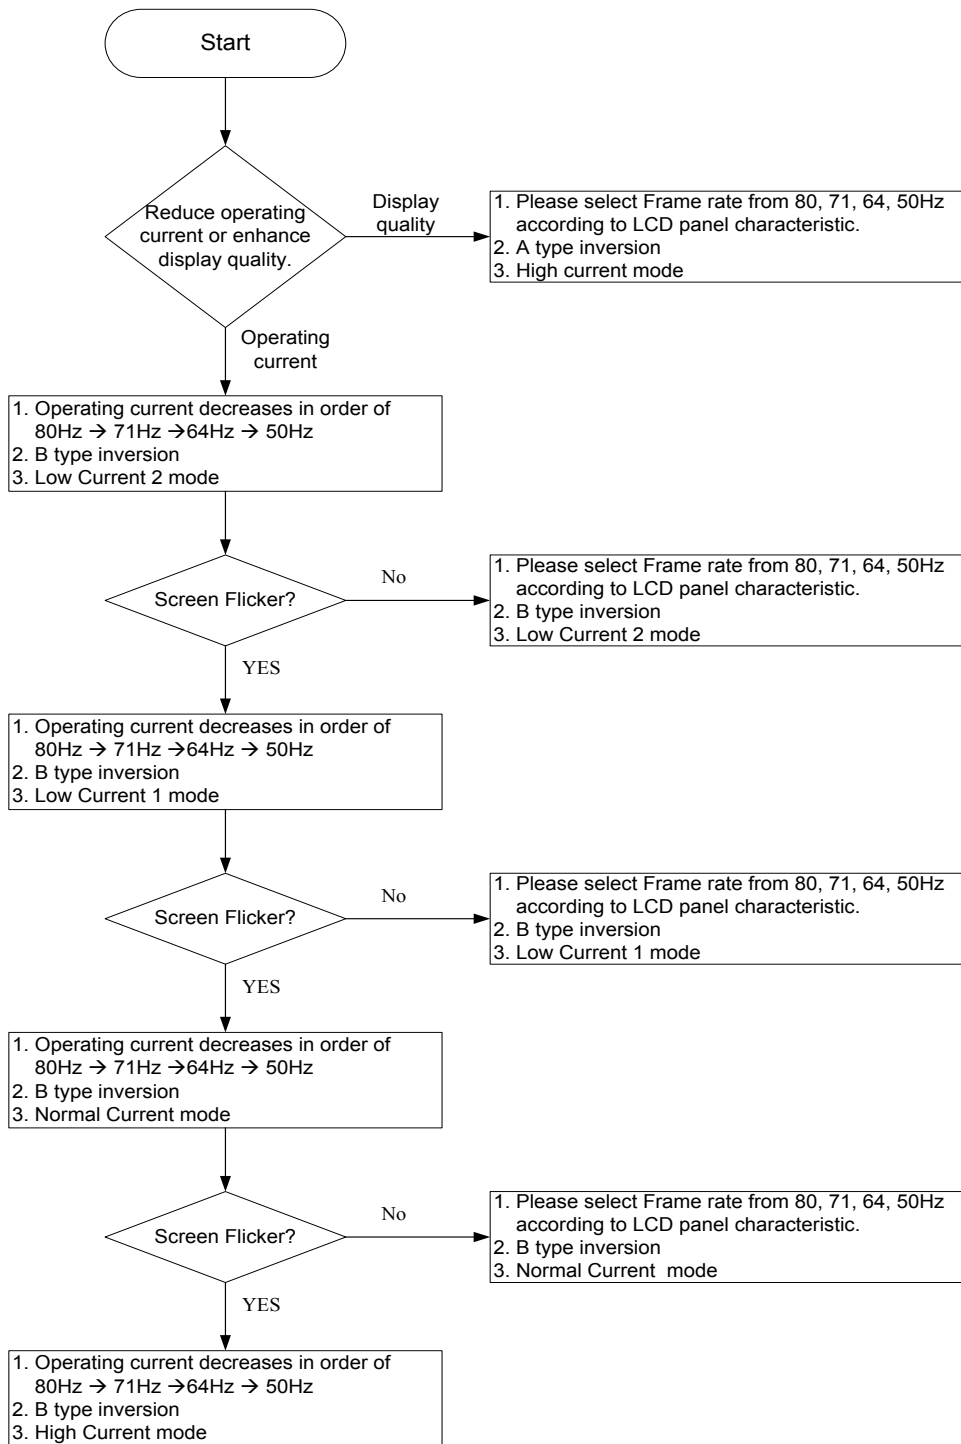 Start
Reduce operating
current or enhance
display quality.
Display
quality
1. Please select Frame rate from 80, 71, 64, 50Hz
according to LCD panel characteristic.
2. A type inversion
3. High current mode
Operating
current
1. Operating current decreases in order of
80Hz → 71Hz →64Hz → 50Hz
2. B type inversion
3. Low Current 2 mode
Screen Flicker?
No
1. Please select Frame rate from 80, 71, 64, 50Hz
according to LCD panel characteristic.
2. B type inversion
3. Low Current 2 mode
YES
1. Operating current decreases in order of
80Hz → 71Hz →64Hz → 50Hz
2. B type inversion
3. Low Current 1 mode
Screen Flicker?
No
1. Please select Frame rate from 80, 71, 64, 50Hz
according to LCD panel characteristic.
2. B type inversion
3. Low Current 1 mode
YES
1. Operating current decreases in order of
80Hz → 71Hz →64Hz → 50Hz
2. B type inversion
3. Normal Current mode
Screen Flicker?
No
1. Please select Frame rate from 80, 71, 64, 50Hz
according to LCD panel characteristic.
2. B type inversion
3. Normal Current  mode
YES
1. Operating current decreases in order of
80Hz → 71Hz →64Hz → 50Hz
2. B type inversion
3. High Current mode